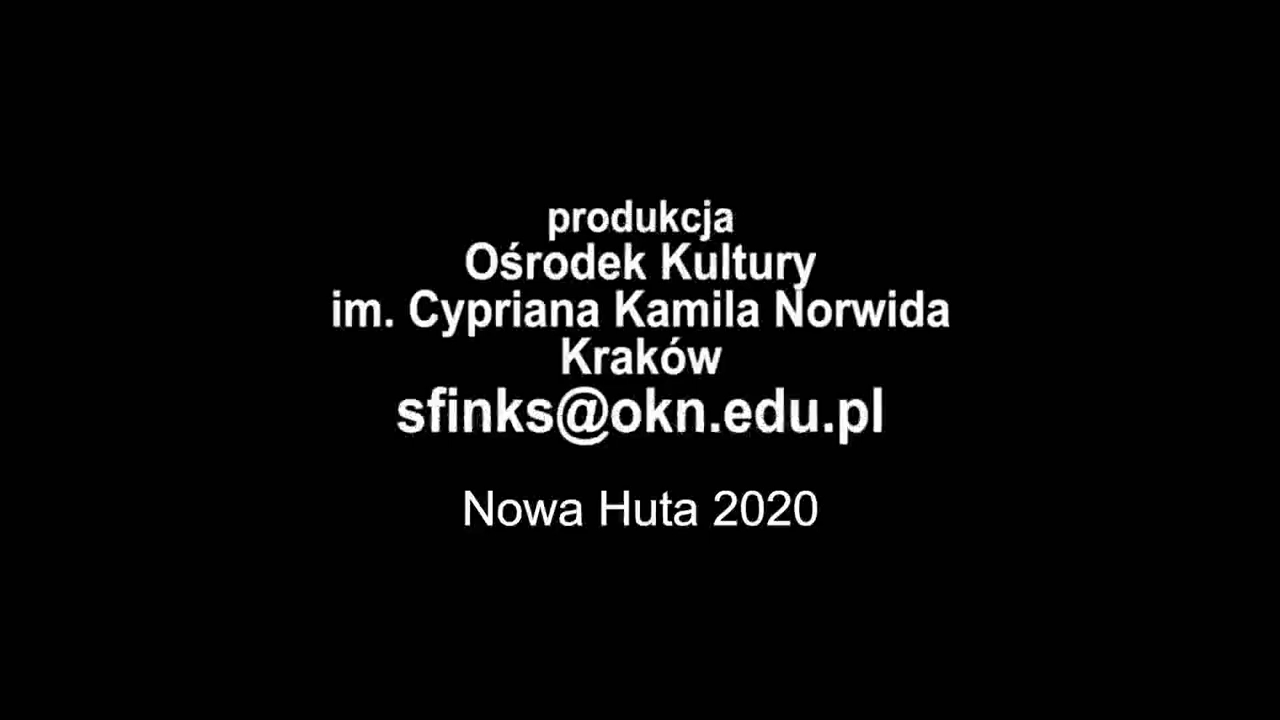 produkcja
Ośrodek Kultury
im. Cypriana Kamila Norwida
Kraków
sfinks@okn.edu.pl
Nowa Huta 2020